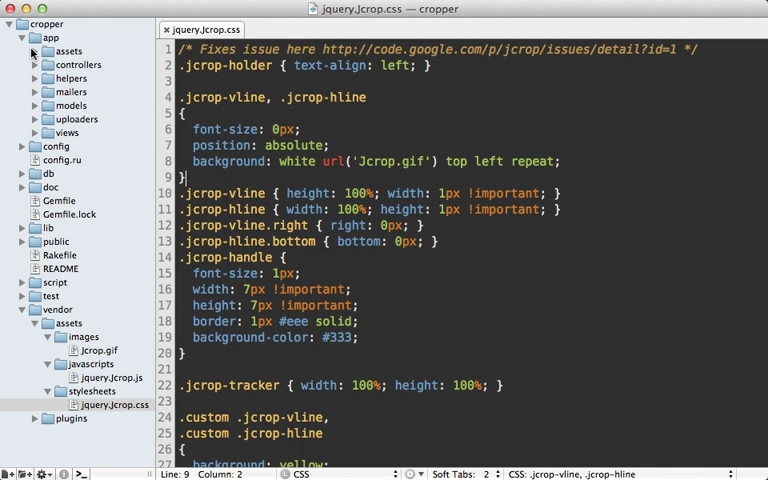 jquery.Jcrop.css — cropper
cropper
app
assets
controllers
helpers
mailers
models
uploaders
views
config
config.ru
db
doc
Gemfile
Gemfile.lock
lib
public
Rakefile
README
script
test
vendor
assets
images
Jcrop.gif
javascripts
jquery.Jcrop.js
stylesheets
jquery.Jcrop.css
plugins
jquery.Jcrop.css
1 /* Fixes issue here http://code.google.com/p/jcrop/issues/detail?id=1 */
2 .jcrop-holder { text-align: left; }
3
4 .jcrop-vline, .jcrop-hline
5 {
6 font-size: 0px;
7 position: absolute;
8 background: white url('Jcrop.gif') top left repeat;
9 }
10 .jcrop-vline { height: 100%; width: 1px !important; }
11 .jcrop-hline { width: 100%; height: 1px !important; }
12 .jcrop-vline.right { right: 0px; }
13 .jcrop-hline.bottom { bottom: 0px; }
14 .jcrop-handle {
15 font-size: 1px;
16 width: 7px !important;
17 height: 7px !important;
18 border: 1px #eee solid;
19 background-color: #333;
20 }
21
22 .jcrop-tracker { width: 100%; height: 100%; }
23
24 .custom .jcrop-vline,
25 .custom .jcrop-hline
26 {
27 background: yellow;
Line: 9 Column: 2
CSS
Soft Tabs: 2
CSS: .jcrop-vline, .jcrop-hline